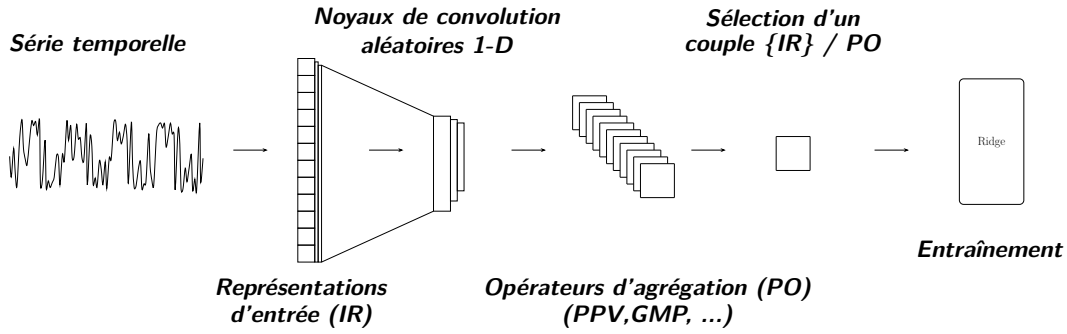 Série temporelle
Noyaux de convolution
aléatoires 1-D
Sélection d'un
couple {IR} / PO
Ridge
Représentations
d'entrée (IR)
Opérateurs d'agrégation (PO)
(PPV,GMP, ...)
Entraînement